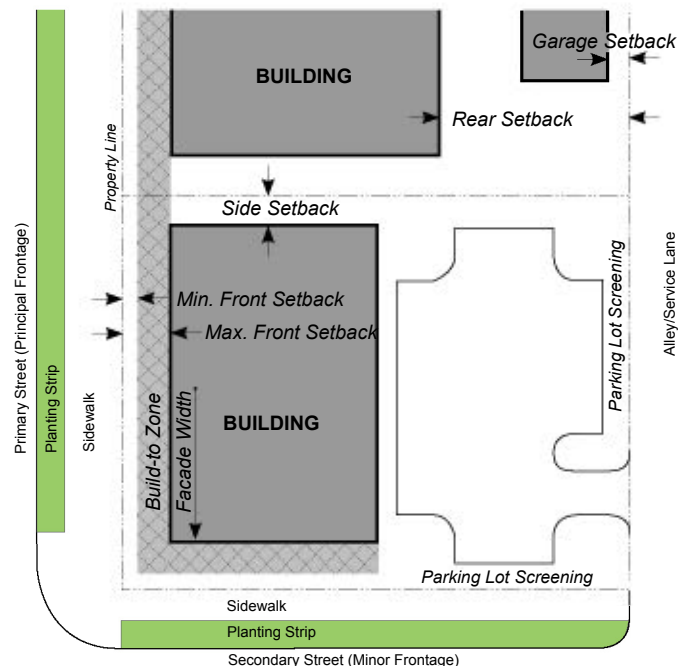 Garage Setback
BUILDING
Rear Setback
Property Line
Side Setback
Min. Front Setback
Max. Front Setback
Parking Lot Screening
Alley/Service Lane
Primary Street (Principal Frontage)
Planting Strip
Sidewalk
Build-to Zone
Facade Width
BUILDING
Parking Lot Screening
Sidewalk
Planting Strip
Secondary Street (Minor Frontage)